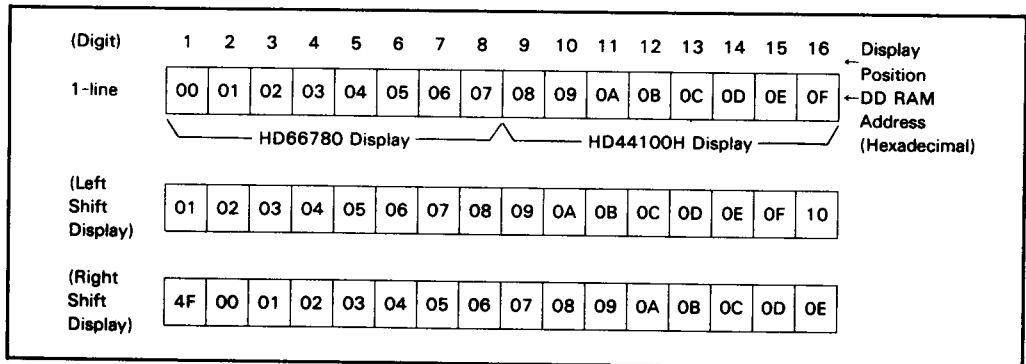 (Digit) 1 2 3 4 5 6 7 8 9 10 11 12 13 14 15 16 Display
Position
1-line 00 01 02 03 04 05 06 07 08 09 0A 0B 0C 0D 0E 0F DD RAM
Address
(Hexadecimal)
HD66780 Display HD44100H Display
(Left
Shift
Display)
01 02 03 04 05 06 07 08 09 0A 0B 0C 0D 0E 0F 10
(Right
Shift
Display)
4F 00 01 02 03 04 05 06 07 08 09 0A 0B 0C 0D 0E